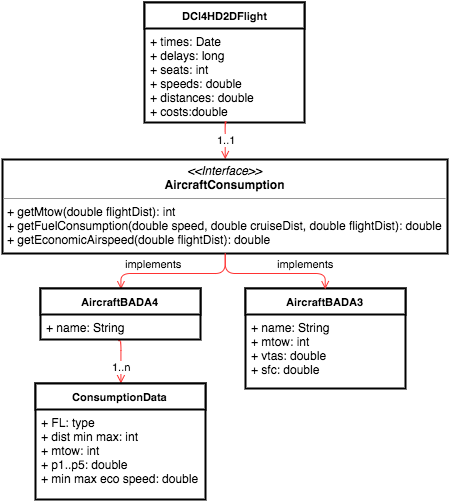 DCI4HD2DFlight
+ times: Date
+ delays: long
+ seats: int
+ speeds: double
+ distances: double
+ costs:double
1..1
<<Interface>>
AircraftConsumption
+ getMtow(double flightDist): int
+ getFuelConsumption(double speed, double cruiseDist, double flightDist): double
+ getEconomicAirspeed(double flightDist): double
implements
implements
AircraftBADA4
+ name: String
AircraftBADA3
+ name: String
+ mtow: int
+ vtas: double
+ sfc: double
1..n
ConsumptionData
+ FL: type
+ dist min max: int
+ mtow: int
+ p1..p5: double
+ min max eco speed: double